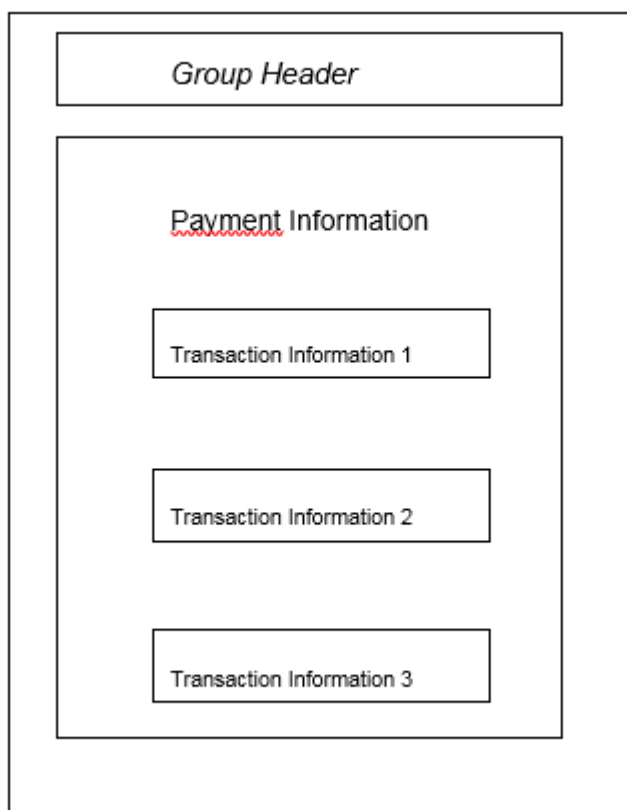 Group Header
Payment Information
Transaction Information 1
Transaction Information 2
Transaction Information 3